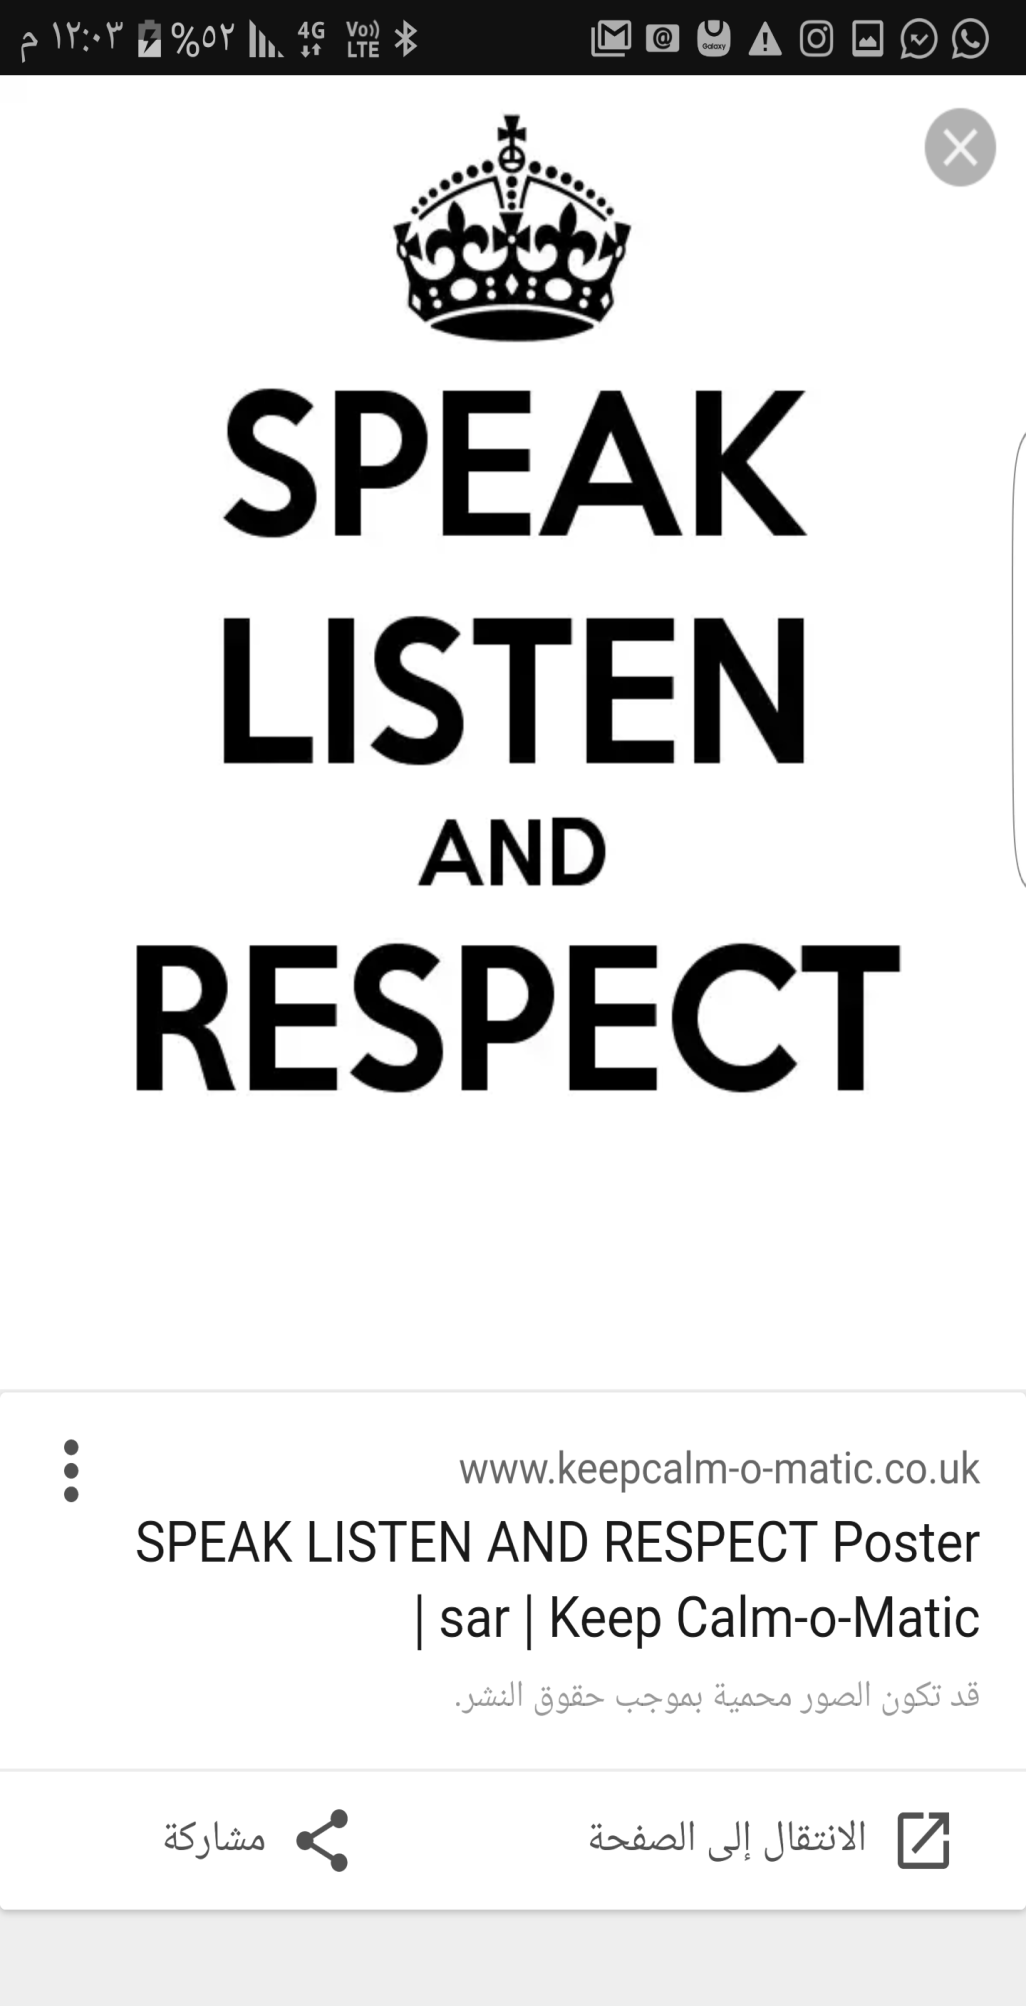 ١٢:٠٣ م %٥٢ 4G Vo)) LTE @ Galaxy
SPEAK
LISTEN
AND
RESPECT
www.keepcalm-o-matic.co.uk
SPEAK LISTEN AND RESPECT Poster
| sar | Keep Calm-o-Matic
قد تكون الصور محمية بموجب حقوق النشر.
الانتقال إلى الصفحة
مشاركة